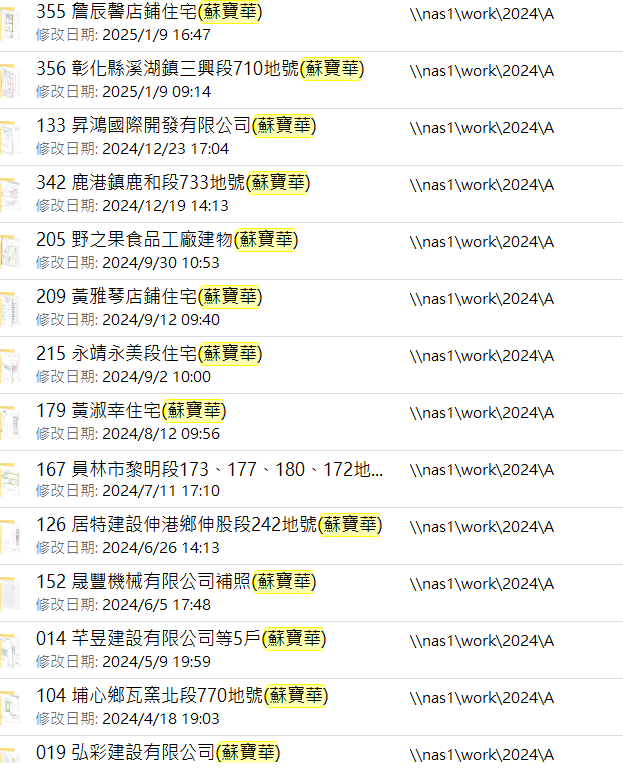 355 詹辰馨店鋪住宅(蘇寶華)
\\nas1\work\2024\A
修改日期: 2025/1/9 16:47
356 彰化縣溪湖鎮三興段710地號(蘇寶華)
\\nas1\work\2024\A
修改日期: 2025/1/9 09:14
133 昇鴻國際開發有限公司(蘇寶華)
\\nas1\work\2024\A
修改日期: 2024/12/23 17:04
342 鹿港鎮鹿和段733地號(蘇寶華)
\\nas1\work\2024\A
修改日期: 2024/12/19 14:13
205 野之果食品工廠建物(蘇寶華)
\\nas1\work\2024\A
修改日期: 2024/9/30 10:53
209 黃雅琴店鋪住宅(蘇寶華)
\\nas1\work\2024\A
修改日期: 2024/9/12 09:40
215 永靖永美段住宅(蘇寶華)
\\nas1\work\2024\A
修改日期: 2024/9/2 10:00
179 黃淑幸住宅(蘇寶華)
\\nas1\work\2024\A
修改日期: 2024/8/12 09:56
167 員林市黎明段173、177、180、172地...
\\nas1\work\2024\A
修改日期: 2024/7/11 17:10
126 居特建設伸港鄉伸股段242地號(蘇寶華)
\\nas1\work\2024\A
修改日期: 2024/6/26 14:13
152 晟豐機械有限公司補照(蘇寶華)
\\nas1\work\2024\A
修改日期: 2024/6/5 17:48
014 芊昱建設有限公司等5戶(蘇寶華)
\\nas1\work\2024\A
修改日期: 2024/5/9 19:59
104 埔心鄉瓦窯北段770地號(蘇寶華)
\\nas1\work\2024\A
修改日期: 2024/4/18 19:03
019 弘彩建設有限公司(蘇寶華)
\\nas1\work\2024\A